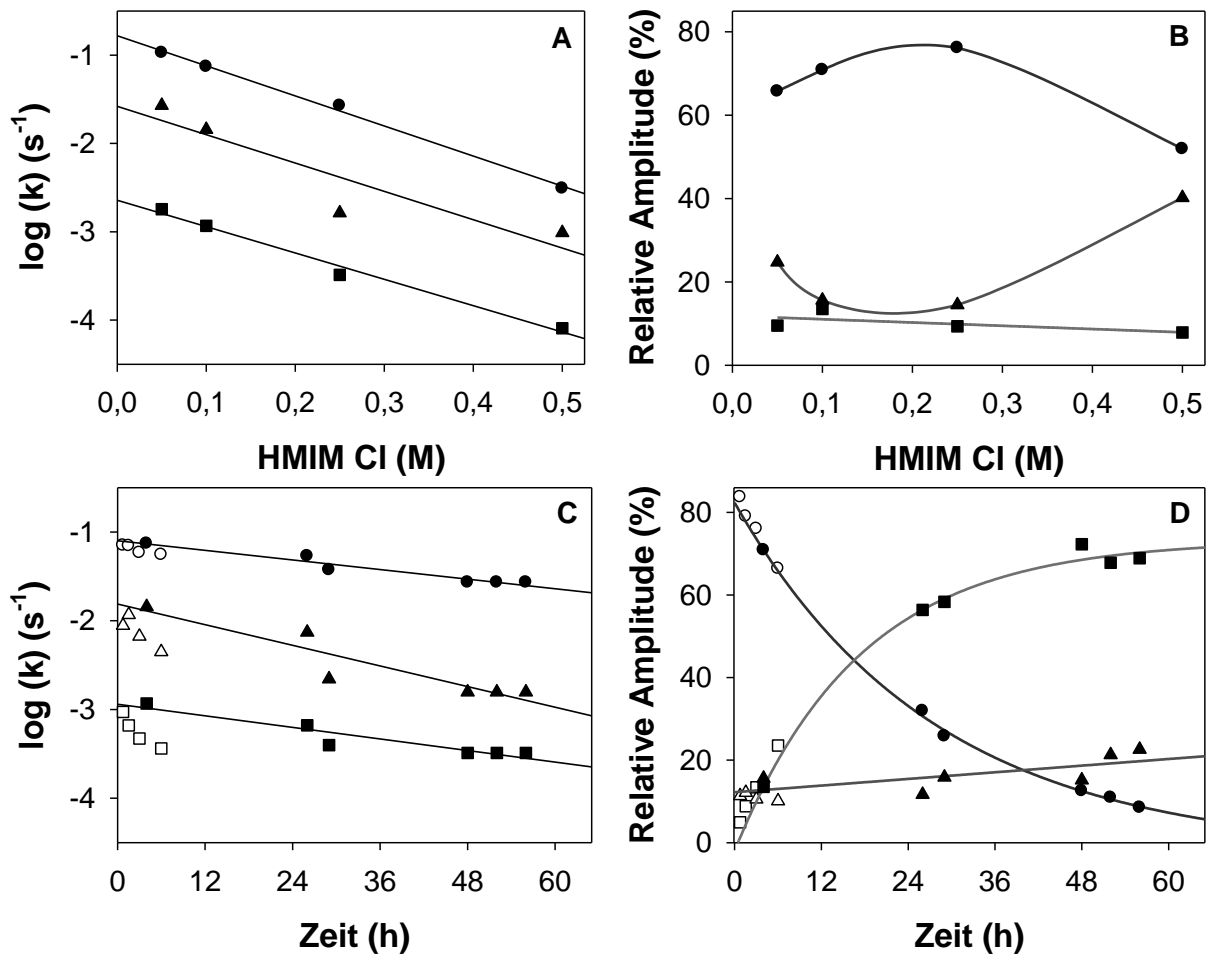 A
-1
-2
-3
-4
log (k) (s⁻¹)
0,0 0,1 0,2 0,3 0,4 0,5
HMIM Cl (M)
B
80
60
40
20
0
Relative Amplitude (%)
0,0 0,1 0,2 0,3 0,4 0,5
HMIM Cl (M)
C
-1
-2
-3
-4
log (k) (s⁻¹)
0 12 24 36 48 60
Zeit (h)
D
80
60
40
20
0
Relative Amplitude (%)
0 12 24 36 48 60
Zeit (h)